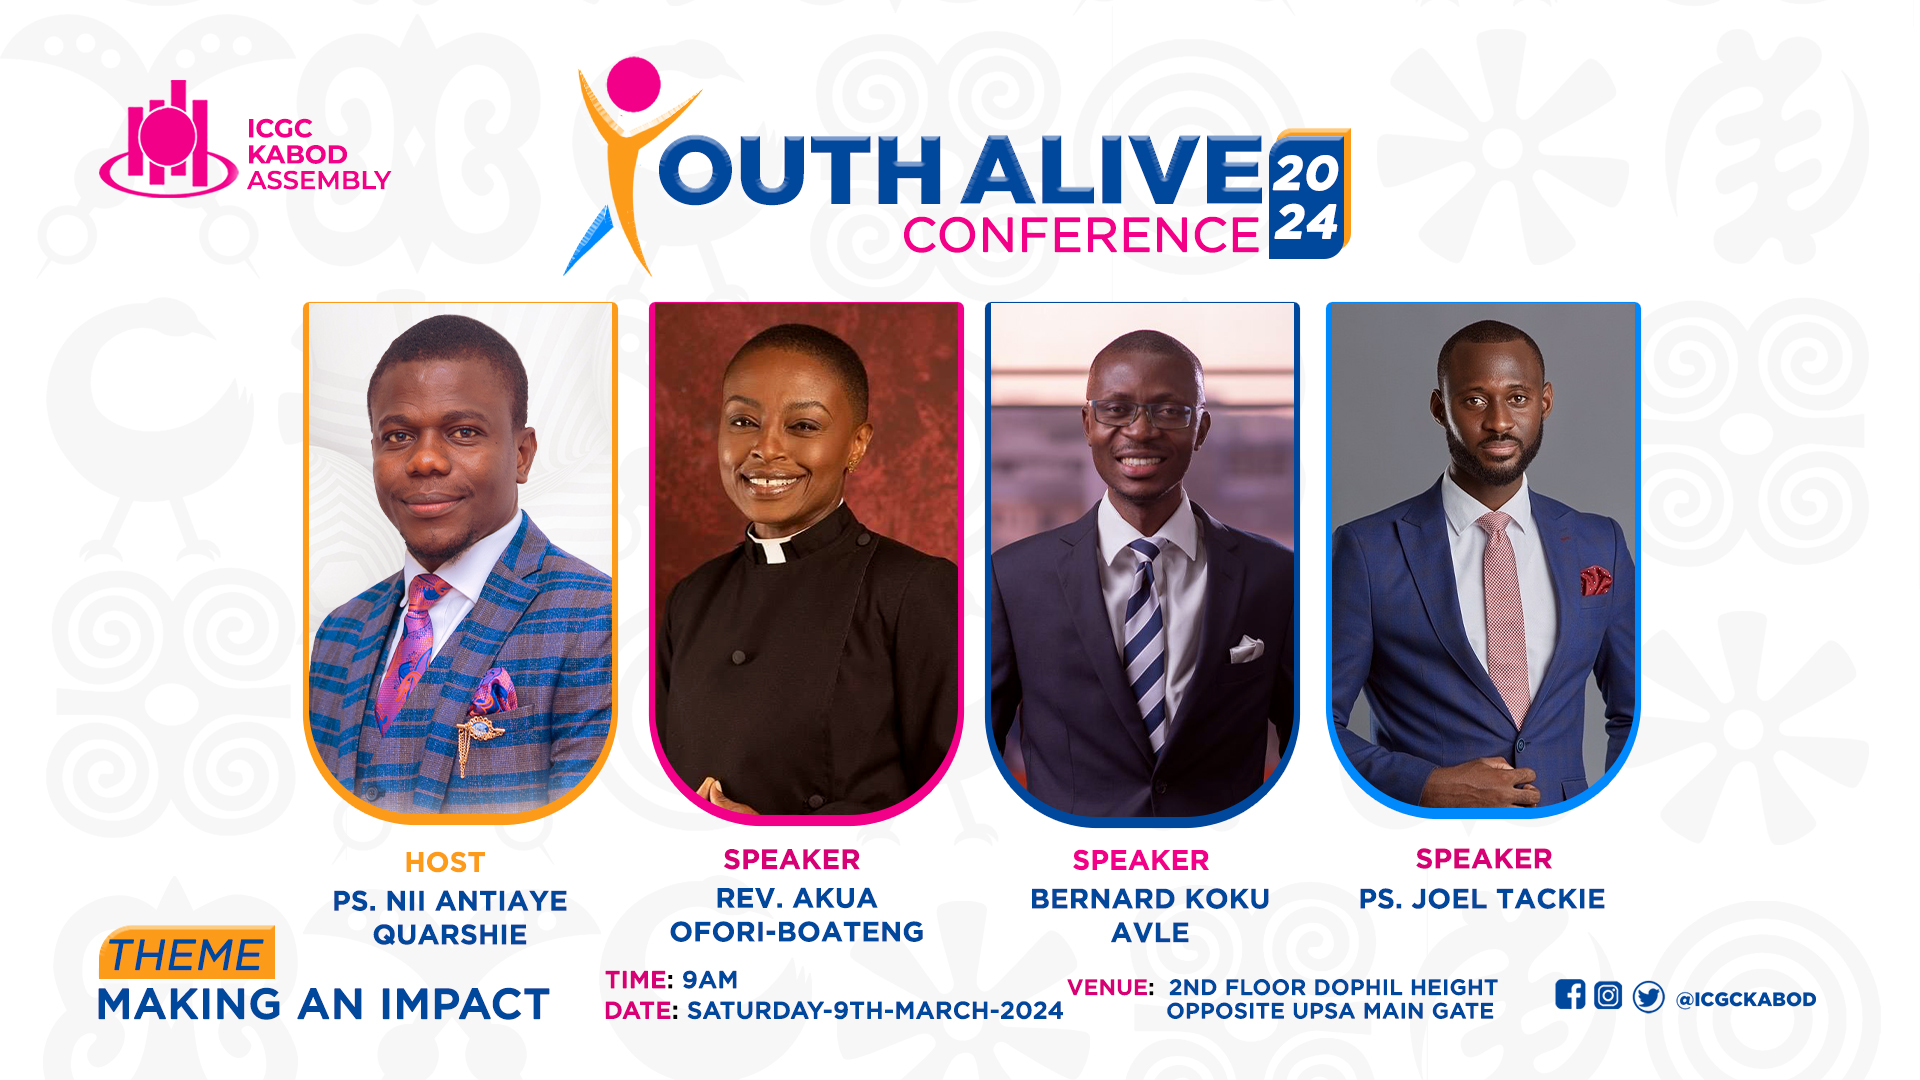 ICGC
KABOD
ASSEMBLY
YOUTH ALIVE
CONFERENCE
20
24
HOST
PS. NII ANTIAYE
QUARSHIE
SPEAKER
REV. AKUA
OFORI-BOATENG
SPEAKER
BERNARD KOKU
AVLE
SPEAKER
PS. JOEL TACKIE
THEME
MAKING AN IMPACT
TIME: 9AM
DATE: SATURDAY-9TH-MARCH-2024
VENUE: 2ND FLOOR DOPHIL HEIGHT
OPPOSITE UPSA MAIN GATE
@ICGCKABOD